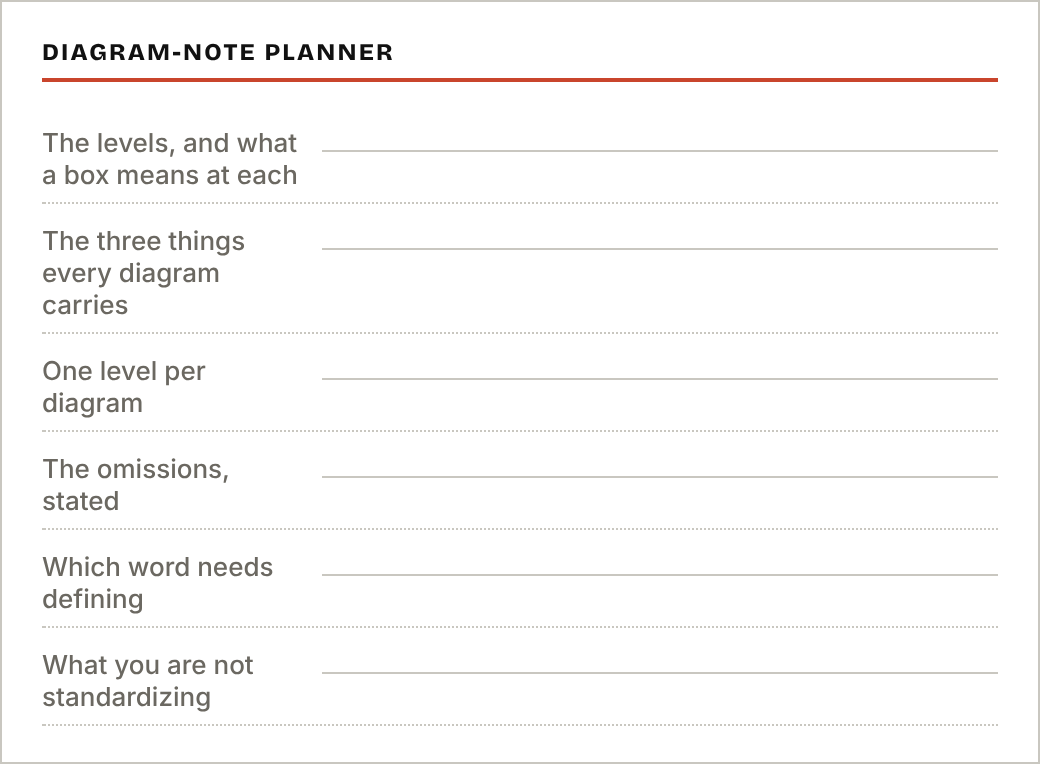 DIAGRAM-NOTE PLANNER
The levels, and what
a box means at each
The three things
every diagram
carries
One level per
diagram
The omissions,
stated
Which word needs
defining
What you are not
standardizing